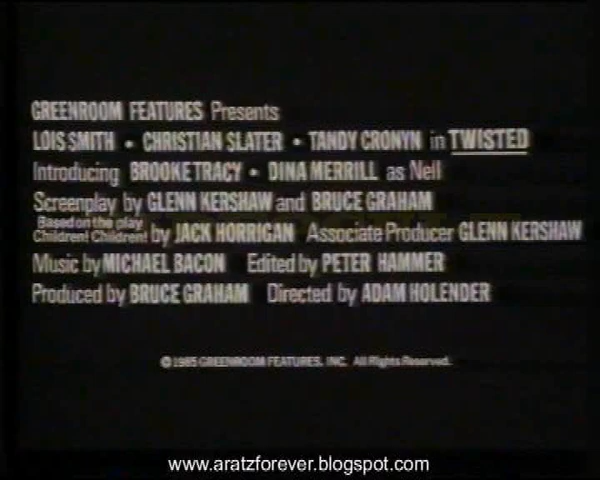 GREENROOM FEATURES Presents
LOIS SMITH • CHRISTIAN SLATER • TANDY CRONYN in TWISTED
Introducing BROOKE TRACY • DINA MERRILL as Nell
Screenplay by GLENN KERSHAW and BRUCE GRAHAM
Based on the play Children! Children! by JACK HORRIGAN Associate Producer GLENN KERSHAW
Music by MICHAEL BACON Edited by PETER HAMMER
Produced by BRUCE GRAHAM Directed by ADAM HOLENDER
© 1985 GREENROOM FEATURES, INC. All Rights Reserved.
www.aratzforever.blogspot.com